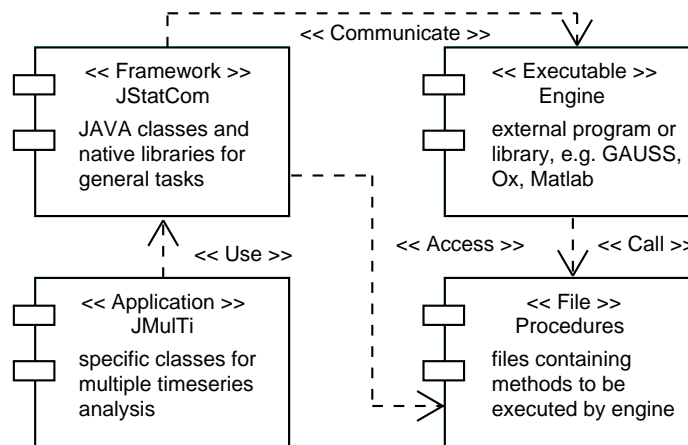 << Communicate >>
<< Framework >>
JStatCom
JAVA classes and
native libraries for
general tasks
<< Executable >>
Engine
external program or
library, e.g. GAUSS,
Ox, Matlab
<< Use >>
<< Access >>
<< Call >>
<< Application >>
JMulTi
specific classes for
multiple timeseries
analysis
<< File >>
Procedures
files containing
methods to be
executed by engine